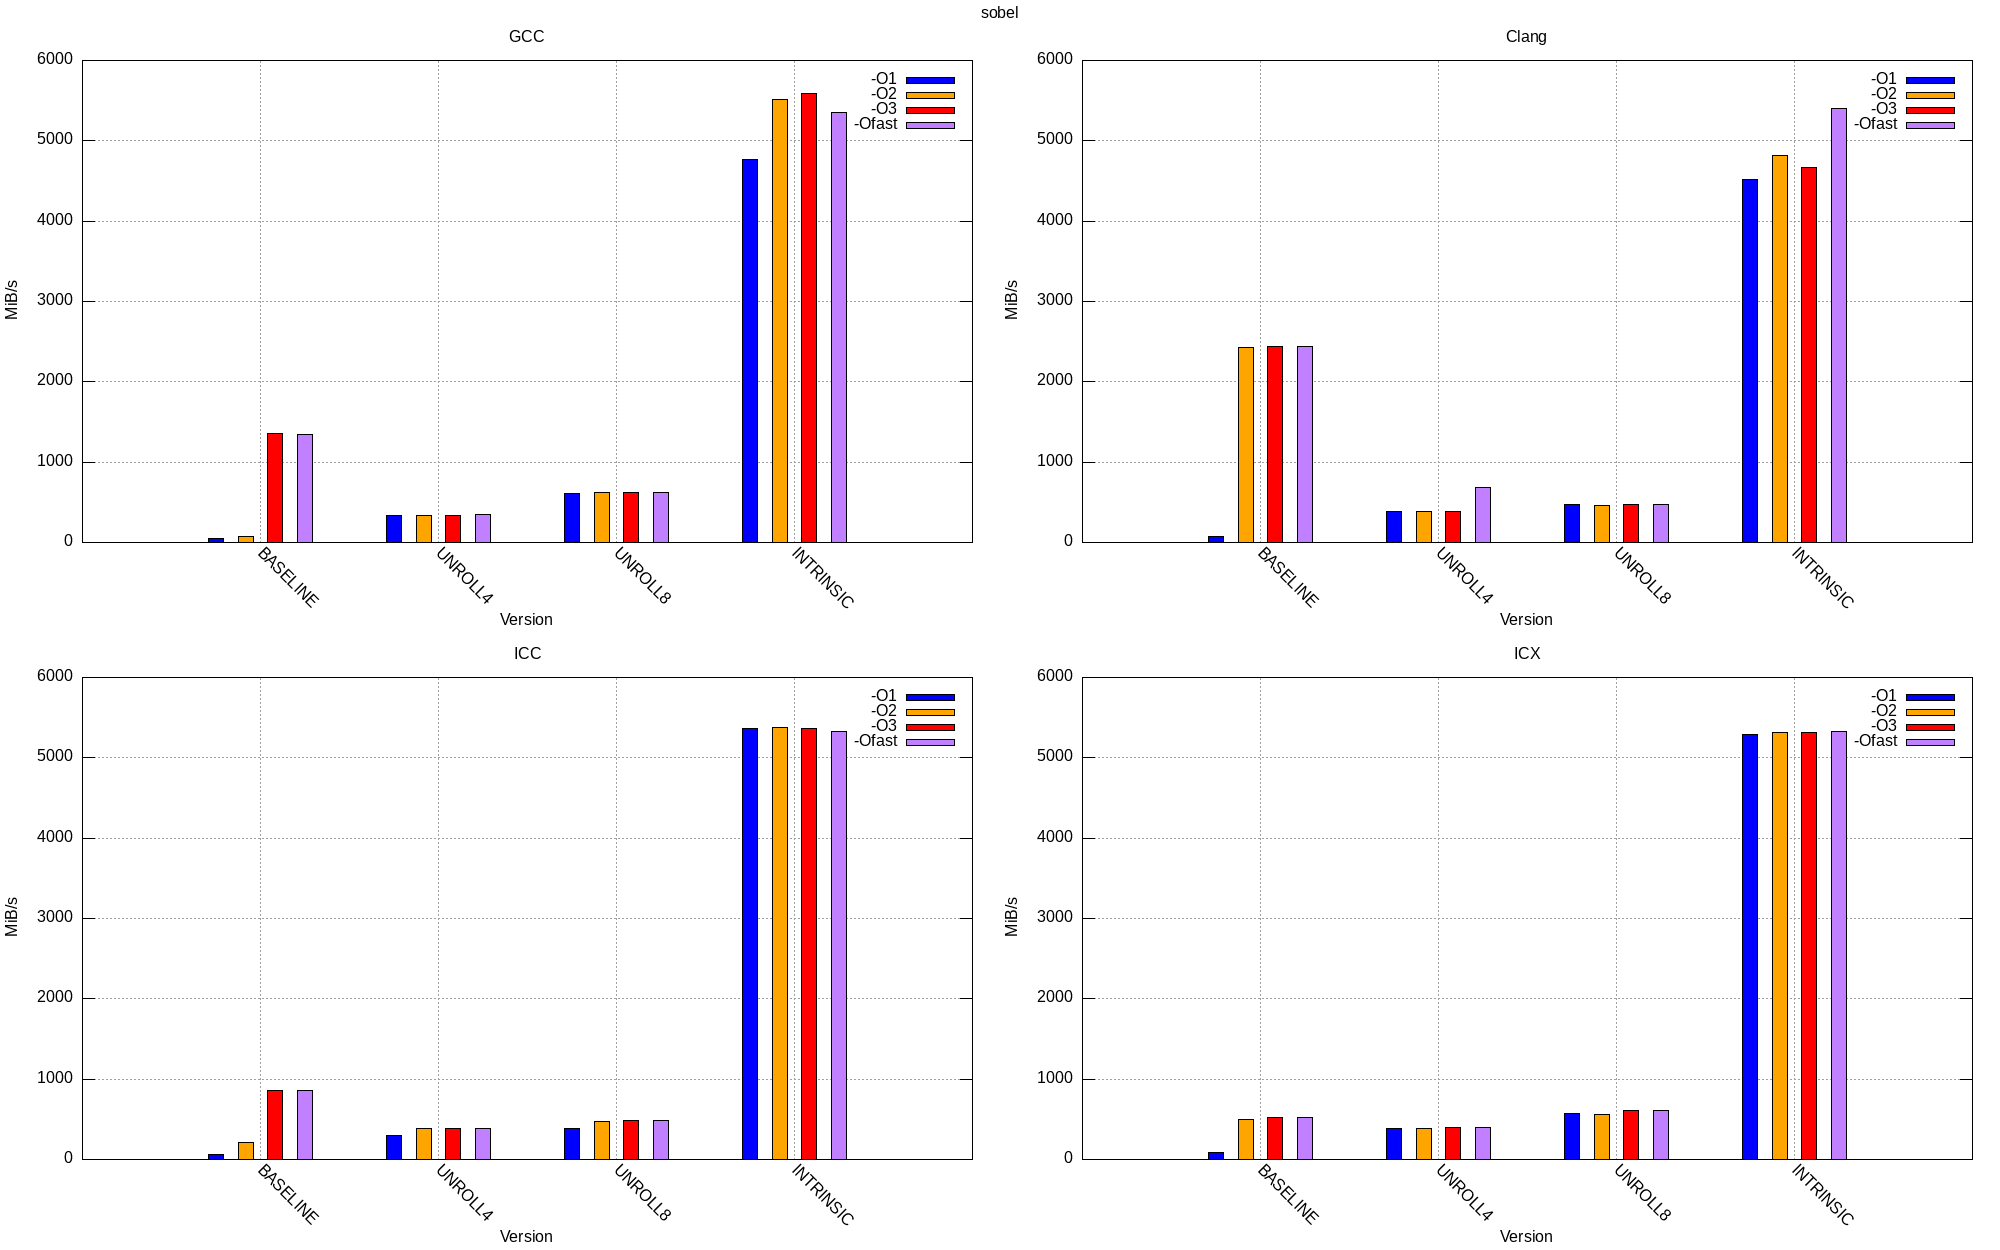 sobel
GCC
6000
5000
4000
3000
2000
1000
0
MiB/s
-O1
-O2
-O3
-Ofast
BASELINE
UNROLL4
UNROLL8
INTRINSIC
Version
Clang
6000
5000
4000
3000
2000
1000
0
MiB/s
-O1
-O2
-O3
-Ofast
BASELINE
UNROLL4
UNROLL8
INTRINSIC
Version
ICC
6000
5000
4000
3000
2000
1000
0
MiB/s
-O1
-O2
-O3
-Ofast
BASELINE
UNROLL4
UNROLL8
INTRINSIC
Version
ICX
6000
5000
4000
3000
2000
1000
0
MiB/s
-O1
-O2
-O3
-Ofast
BASELINE
UNROLL4
UNROLL8
INTRINSIC
Version